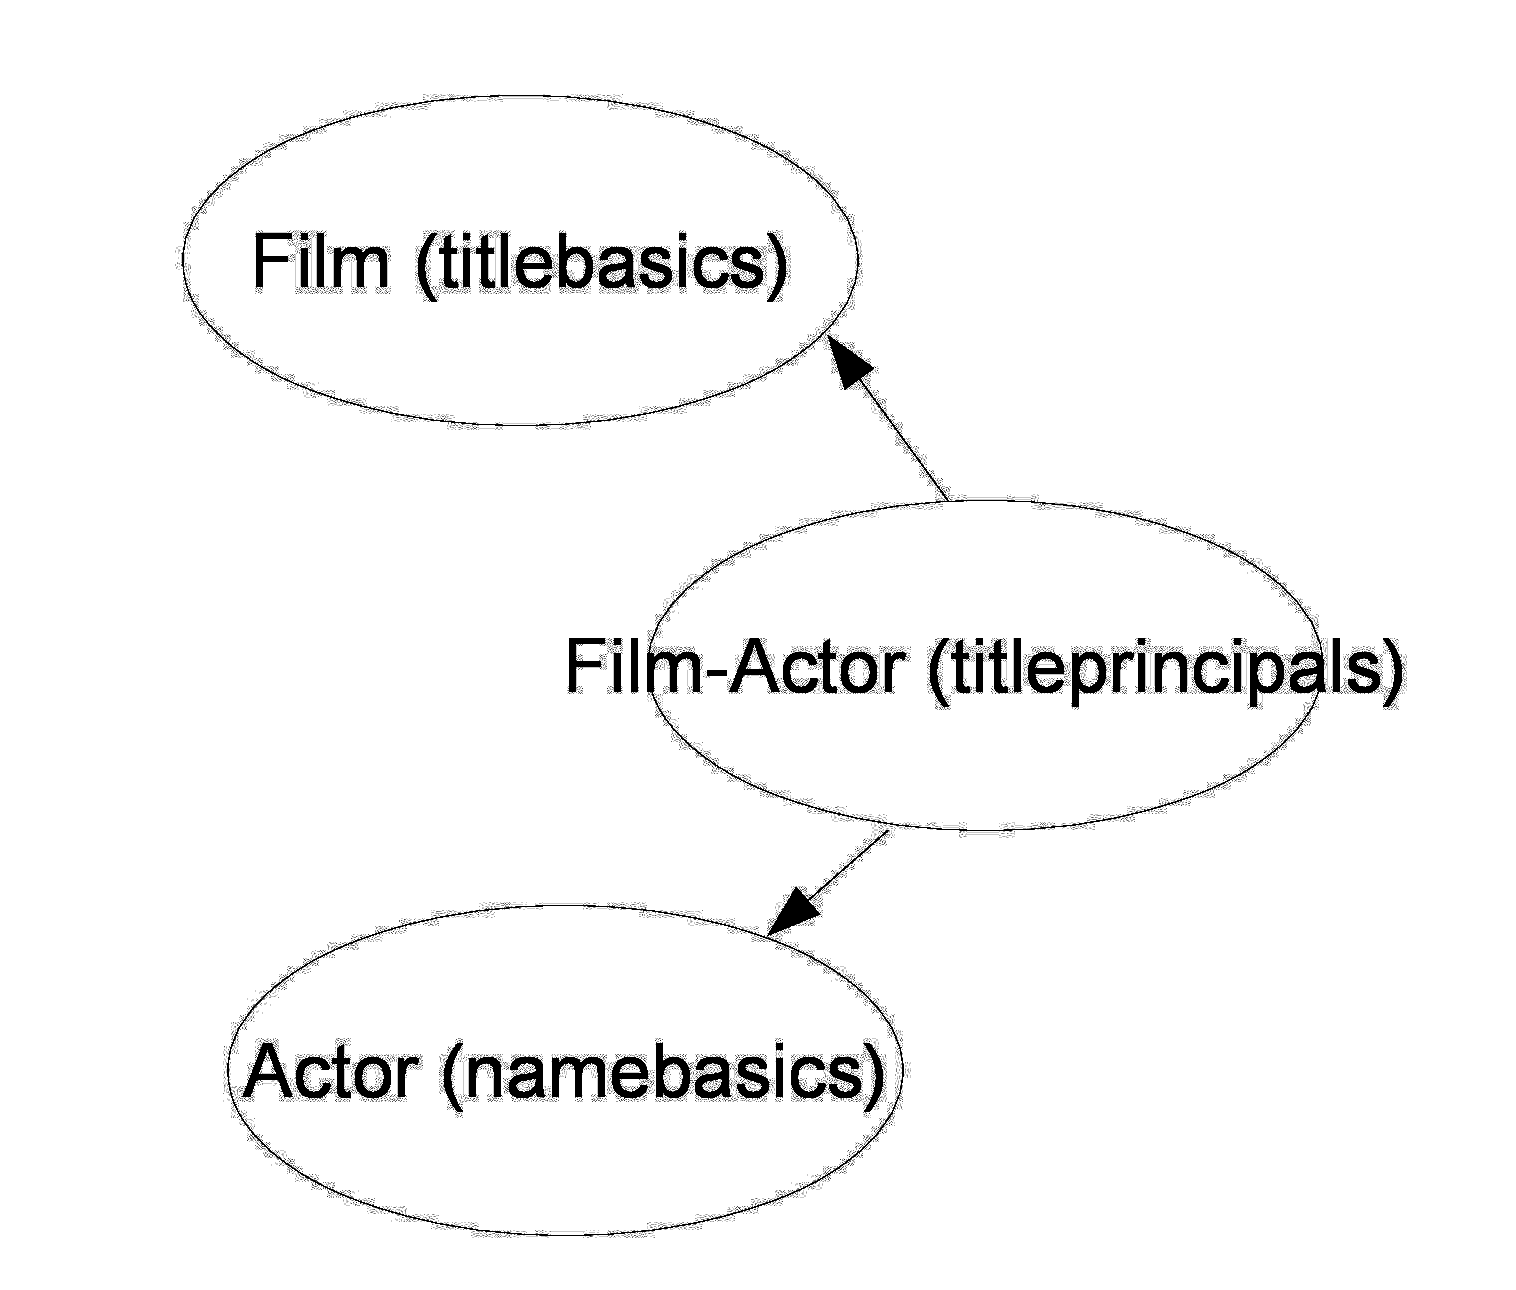 Film (titlebasics)
Film-Actor (titleprincipals)
Actor (namebasics)